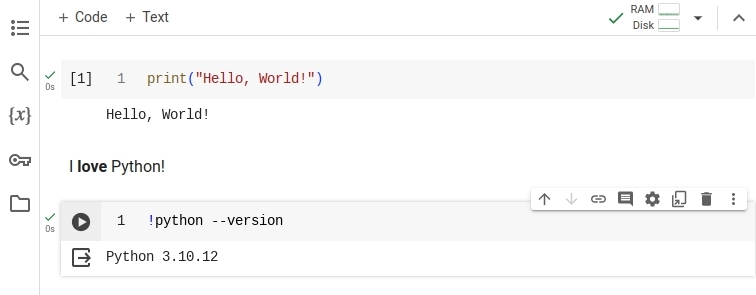 + Code + Text
RAM
Disk
{x}
0s
[1] 1 print("Hello, World!")
Hello, World!
I love Python!
0s
1 !python --version
Python 3.10.12